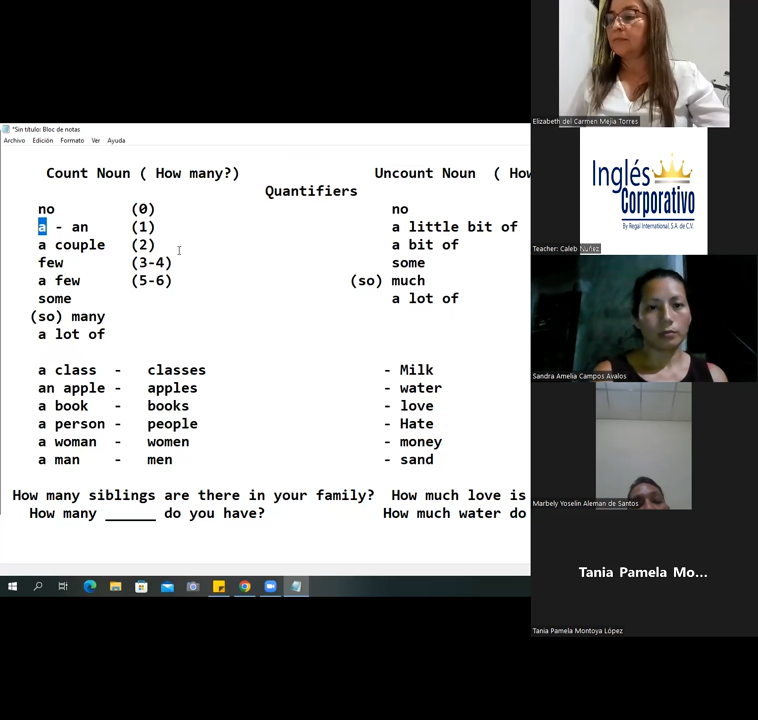 *Sin título: Bloc de notas
Archivo Edición Formato Ver Ayuda
Count Noun ( How many?) Uncount Noun ( How
Quantifiers
no (0) no
a - an (1) a little bit of
a couple (2) a bit of
few (3-4) some
a few (5-6) (so) much
some a lot of
(so) many
a lot of
a class - classes - Milk
an apple - apples - water
a book - books - love
a person - people - Hate
a woman - women - money
a man - men - sand
How many siblings are there in your family? How much love is
How many ______ do you have? How much water do
Elizabeth del Carmen Mejia Torres
Inglés
Corporativo
By Regal International, S.A. de C.V.
Teacher: Caleb Nuñez
Sandra Amelia Campos Avalos
Marbely Yoselin Aleman de Santos
Tania Pamela Mo...
Tania Pamela Montoya López